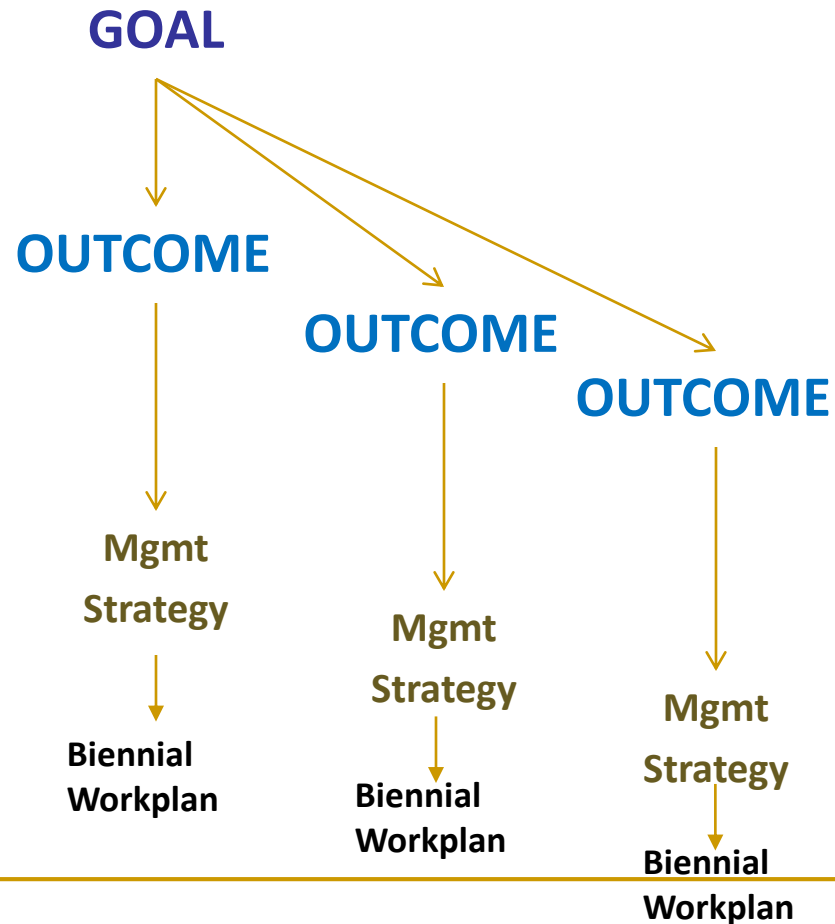 GOAL
OUTCOME
OUTCOME
OUTCOME
Mgmt
Strategy
Mgmt
Strategy
Mgmt
Strategy
Biennial
Workplan
Biennial
Workplan
Biennial
Workplan